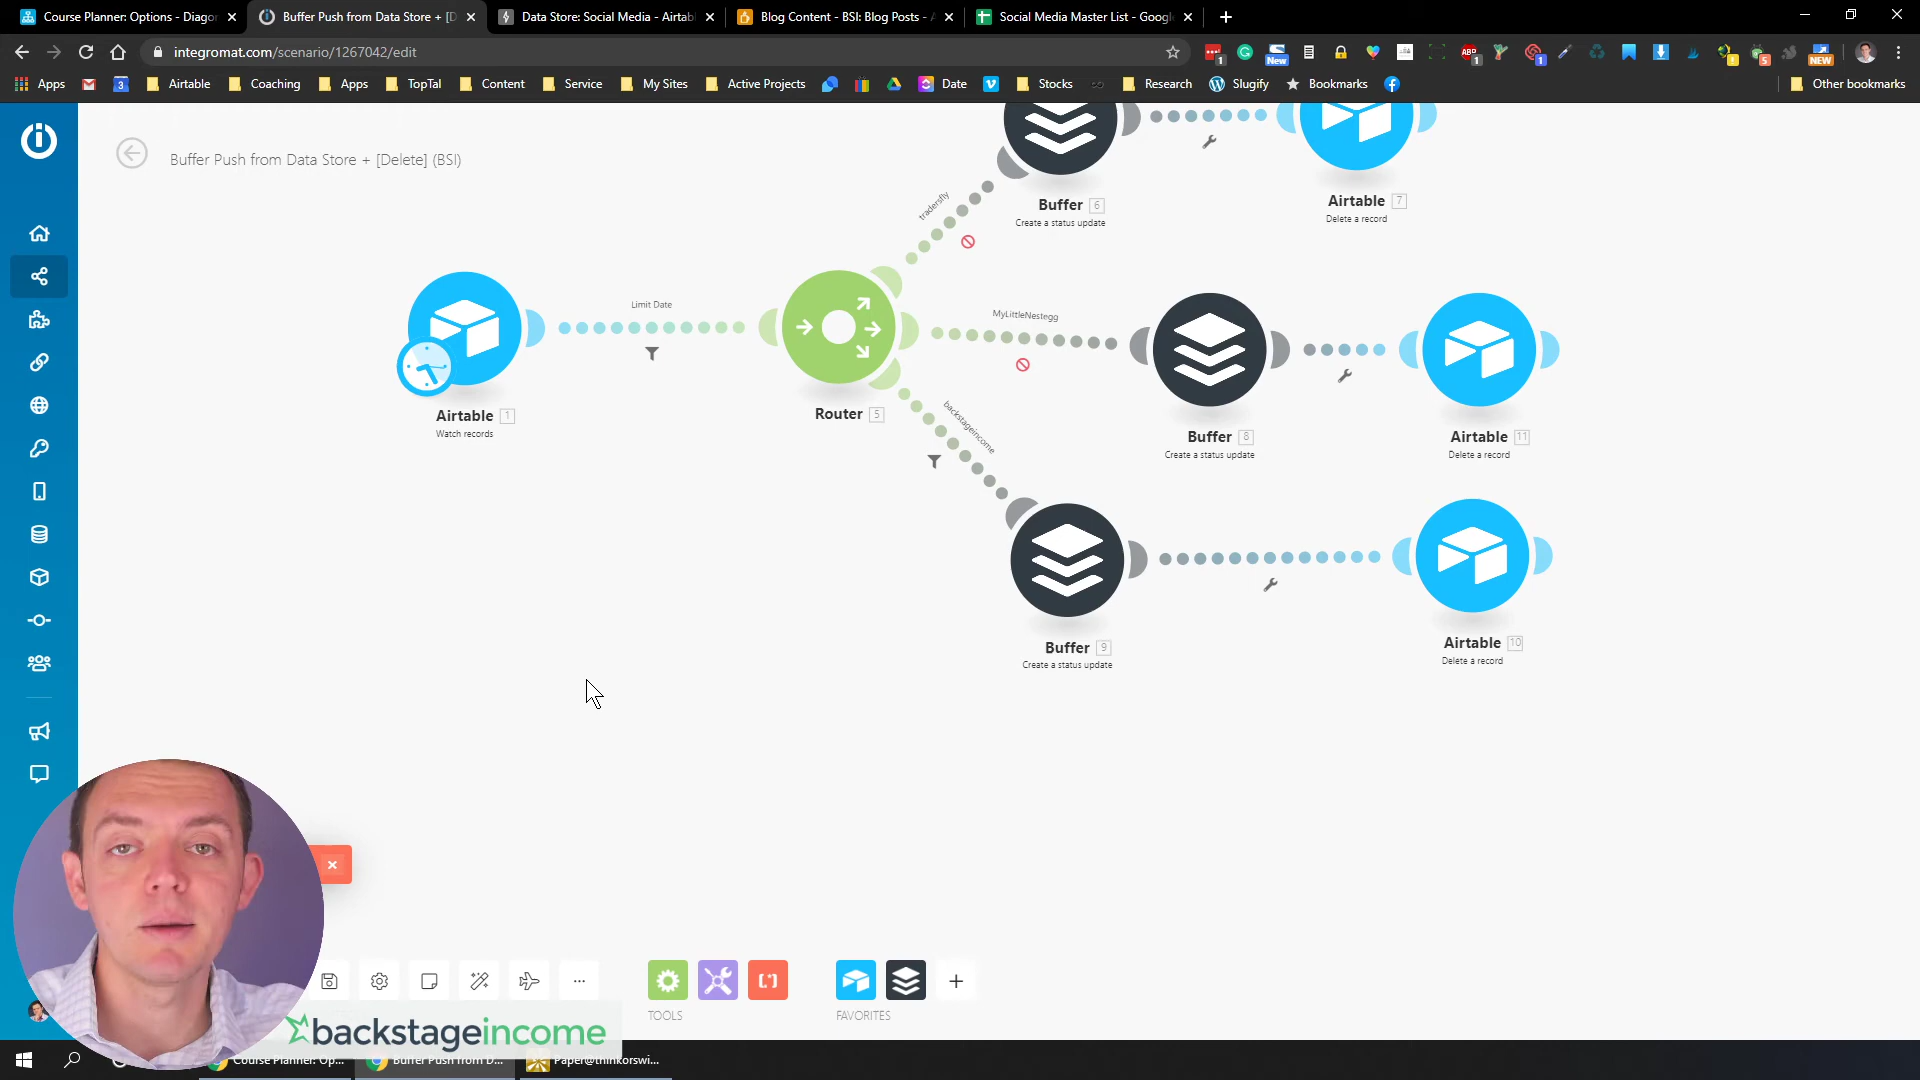 Course Planner: Options - Diagon
Buffer Push from Data Store + [D
Data Store: Social Media - Airtabl
Blog Content - BSI: Blog Posts - A
Social Media Master List - Google
integromat.com/scenario/1267042/edit
Apps
Airtable
Coaching
Apps
TopTal
Content
Service
My Sites
Active Projects
Date
Stocks
Research
Slugify
Bookmarks
Other bookmarks
Buffer Push from Data Store + [Delete] (BSI)
tradersfly
Buffer 6
Create a status update
Airtable 7
Delete a record
Limit Date
MyLittleNestegg
Airtable 1
Watch records
Router 5
backstageincome
Buffer 8
Create a status update
Airtable 11
Delete a record
Buffer 9
Create a status update
Airtable 10
Delete a record
TOOLS
FAVORITES
backstageincome
Course Planner: Op...
Buffer Push from D...
Paper@thinkorswi...